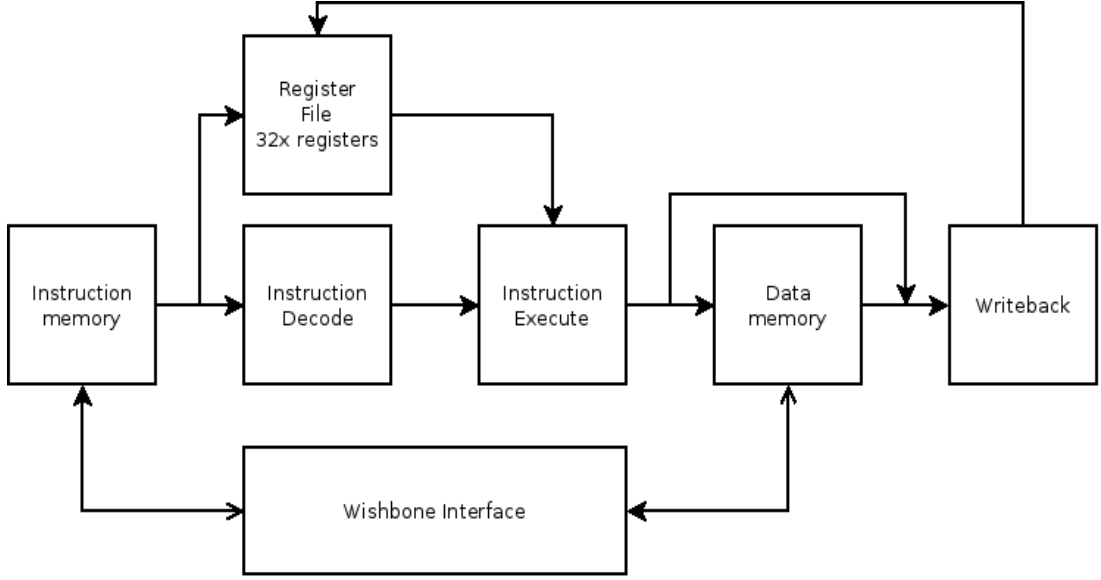 Register
File
32x registers
Instruction
memory
Instruction
Decode
Instruction
Execute
Data
memory
Writeback
Wishbone Interface